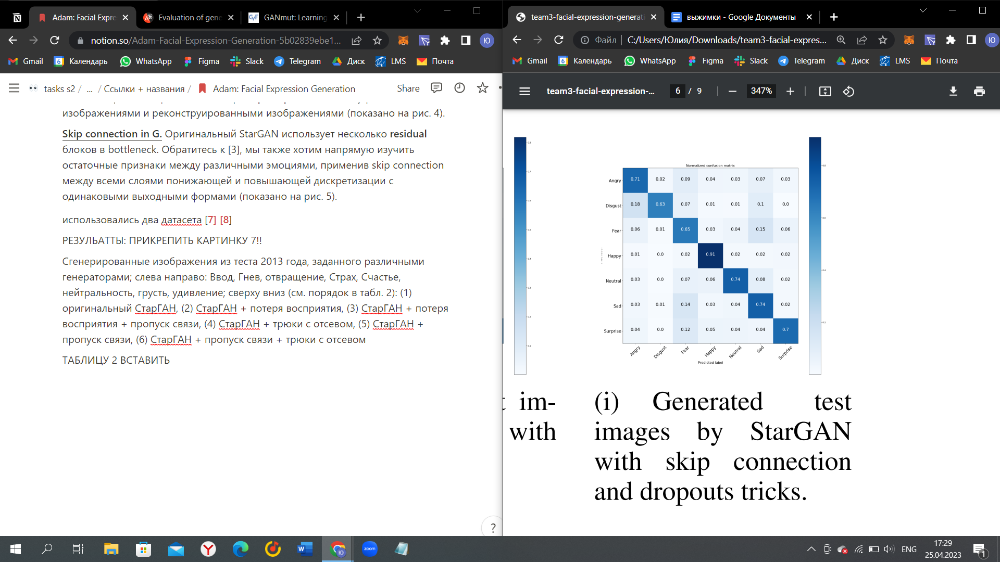 Adam: Facial Expre
Evaluation of gene
GANmut: Learning
notion.so/Adam-Facial-Expression-Generation-5b02839ebe1...
Ю
Gmail
6 Календарь
WhatsApp
Figma
Slack
Telegram
Диск
LMS
Почта
tasks s2 / ... / Ссылки + названия / Adam: Facial Expression Generation
Share
изображениями и реконструированными изображениями (показано на рис. 4).
Skip connection in G. Оригинальный StarGAN использует несколько residual
блоков в bottleneck. Обратитесь к [3], мы также хотим напрямую изучить
остаточные признаки между различными эмоциями, применив skip connection
между всеми слоями понижающей и повышающей дискретизации с
одинаковыми выходными формами (показано на рис. 5).
использовались два датасета [7] [8]
РЕЗУЛЬАТТЫ: ПРИКРЕПИТЬ КАРТИНКУ 7!!
Сгенерированные изображения из теста 2013 года, заданного различными
генераторами; слева направо: Ввод, Гнев, отвращение, Страх, Счастье,
нейтральность, грусть, удивление; сверху вниз (см. порядок в табл. 2): (1)
оригинальный СтарГАН, (2) СтарГАН + потеря восприятия, (3) СтарГАН + потеря
восприятия + пропуск связи, (4) СтарГАН + трюки с отсевом, (5) СтарГАН +
пропуск связи, (6) СтарГАН + пропуск связи + трюки с отсевом
ТАБЛИЦУ 2 ВСТАВИТЬ
?
team3-facial-expression-generati
выжимки - Google Документы
Файл | C:/Users/Юлия/Downloads/team3-facial-expres...
Ю
Gmail
6 Календарь
WhatsApp
Figma
Slack
Telegram
Диск
LMS
Почта
team3-facial-expression-...
6 / 9
347%
Normalized confusion matrix
Angry 0.71 0.02 0.09 0.04 0.03 0.07 0.03
Disgust 0.18 0.63 0.07 0.01 0.01 0.1 0.0
Fear 0.06 0.01 0.65 0.03 0.04 0.15 0.06
Happy 0.01 0.0 0.02 0.91 0.02 0.02 0.02
Neutral 0.03 0.0 0.07 0.06 0.74 0.08 0.02
Sad 0.03 0.01 0.14 0.03 0.04 0.74 0.02
Surprise 0.04 0.0 0.12 0.05 0.04 0.04 0.7
Angry Disgust Fear Happy Neutral Sad Surprise
Predicted label
t im-
with
(i) Generated test
images by StarGAN
with skip connection
and dropouts tricks.
zoom
ENG
17:29
25.04.2023
1